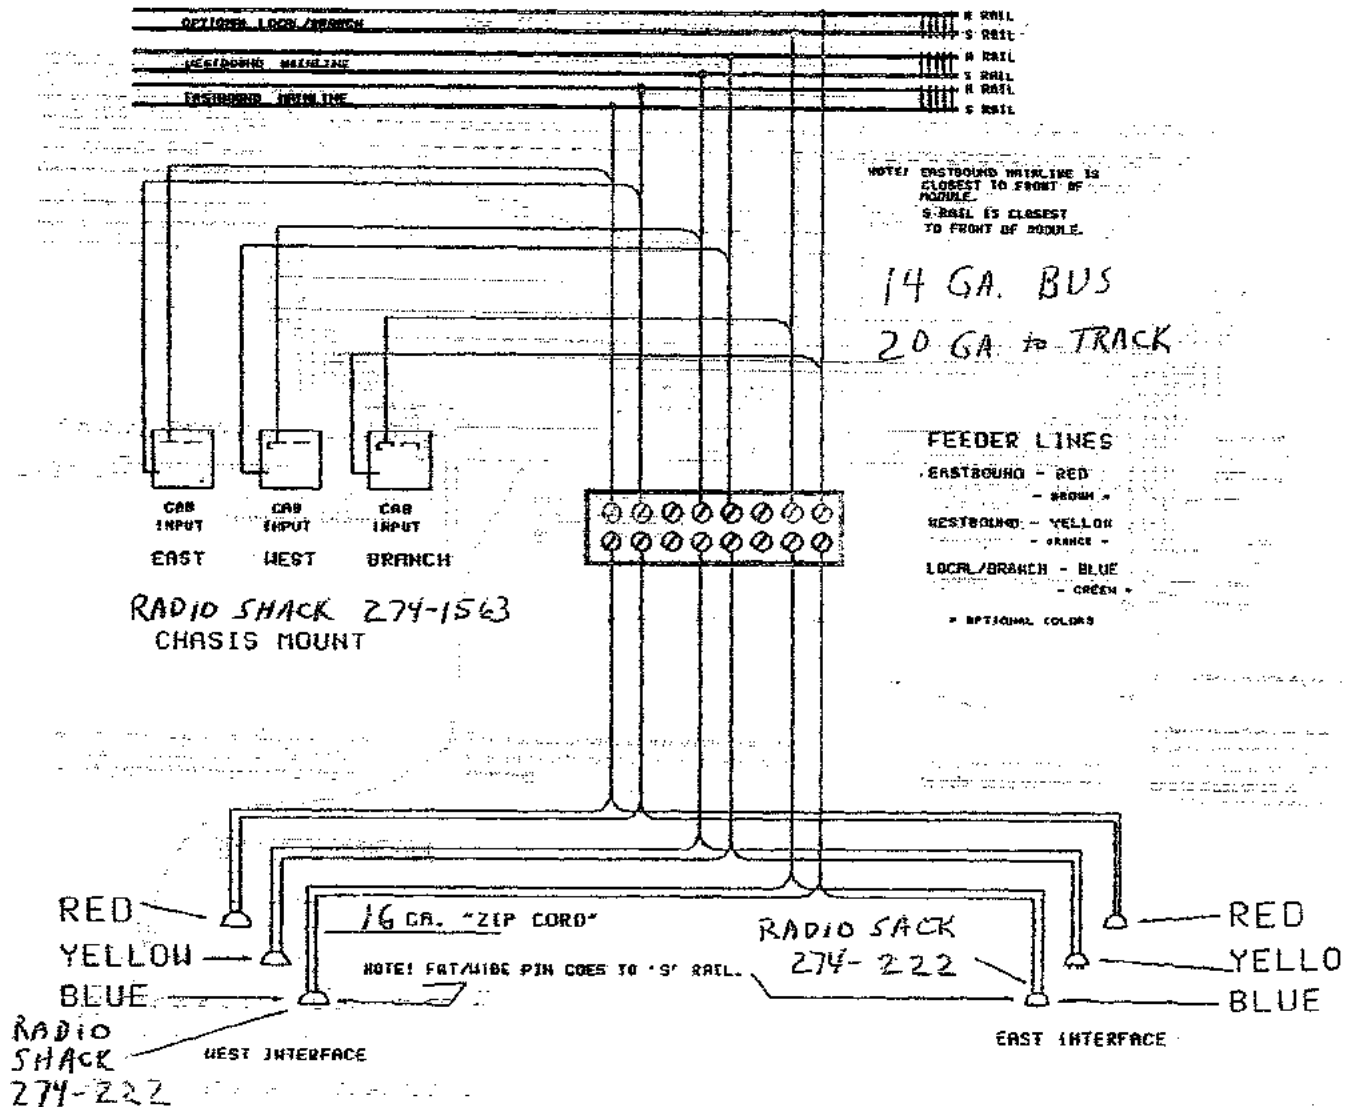 N RAIL
OPTIONAL LOCAL/BRANCH
S RAIL
N RAIL
WESTBOUND MAINLINE
S RAIL
N RAIL
EASTBOUND MAINLINE
S RAIL
NOTE! EASTBOUND MAINLINE IS
CLOSEST TO FRONT OF
MODULE.
S RAIL IS CLOSEST
TO FRONT OF MODULE.
14 GA. BUS
20 GA to TRACK
FEEDER LINES
EASTBOUND - RED
- BROWN *
WESTBOUND - YELLOW
- ORANGE *
LOCAL/BRANCH - BLUE
- GREEN *
* OPTIONAL COLORS
CAB INPUT
EAST
CAB INPUT
WEST
CAB INPUT
BRANCH
RADIO SHACK 274-1563
CHASIS MOUNT
RED
YELLOW
BLUE
RADIO
SHACK
274-222
WEST INTERFACE
16 GA. "ZIP CORD"
NOTE! FAT/WIDE PIN GOES TO 'S' RAIL.
RADIO SACK
274-222
RED
YELLO
BLUE
EAST INTERFACE